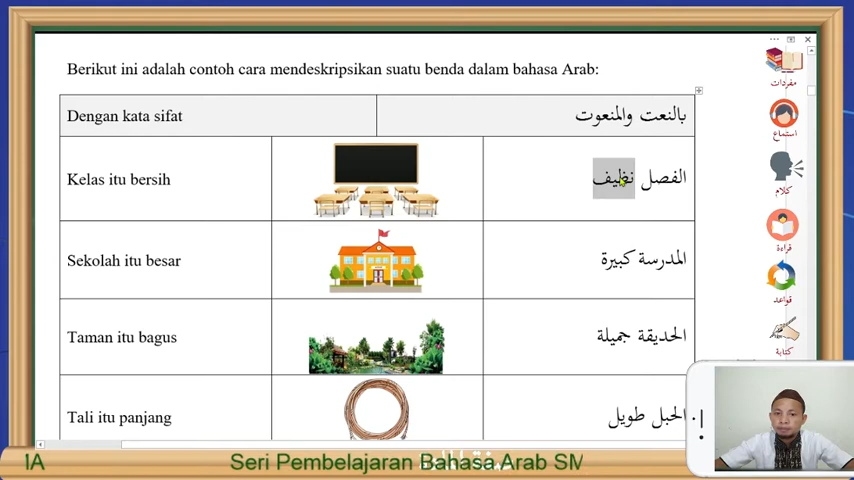 Berikut ini adalah contoh cara mendeskripsikan suatu benda dalam bahasa Arab:
Dengan kata sifat
بالنعت والمنعوت
Kelas itu bersih
الفصل نظيف
Sekolah itu besar
المدرسة كبيرة
Taman itu bagus
الحديقة جميلة
Tali itu panjang
الحبل طويل
مفردات
استماع
كلام
قراءة
قواعد
كتابة
IA
Seri Pembelajaran Bahasa Arab SM